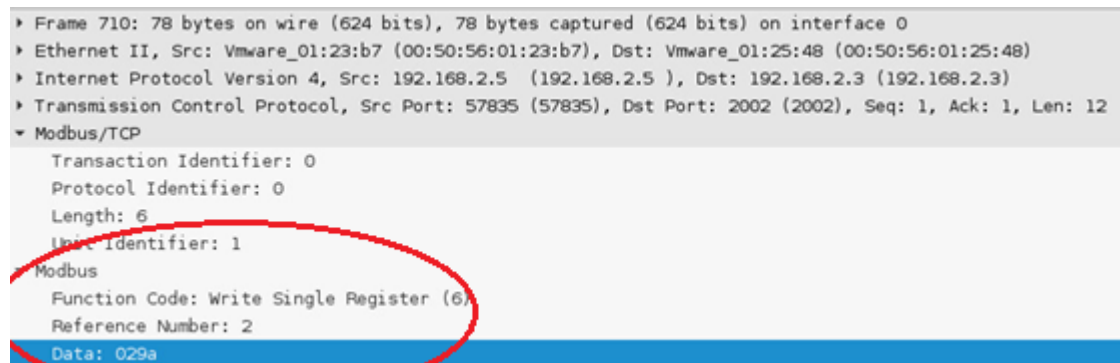 Frame 710: 78 bytes on wire (624 bits), 78 bytes captured (624 bits) on interface 0
Ethernet II, Src: Vmware_01:23:b7 (00:50:56:01:23:b7), Dst: Vmware_01:25:48 (00:50:56:01:25:48)
Internet Protocol Version 4, Src: 192.168.2.5 (192.168.2.5 ), Dst: 192.168.2.3 (192.168.2.3)
Transmission Control Protocol, Src Port: 57835 (57835), Dst Port: 2002 (2002), Seq: 1, Ack: 1, Len: 12
Modbus/TCP
Transaction Identifier: 0
Protocol Identifier: 0
Length: 6
Unit Identifier: 1
Modbus
Function Code: Write Single Register (6)
Reference Number: 2
Data: 029a